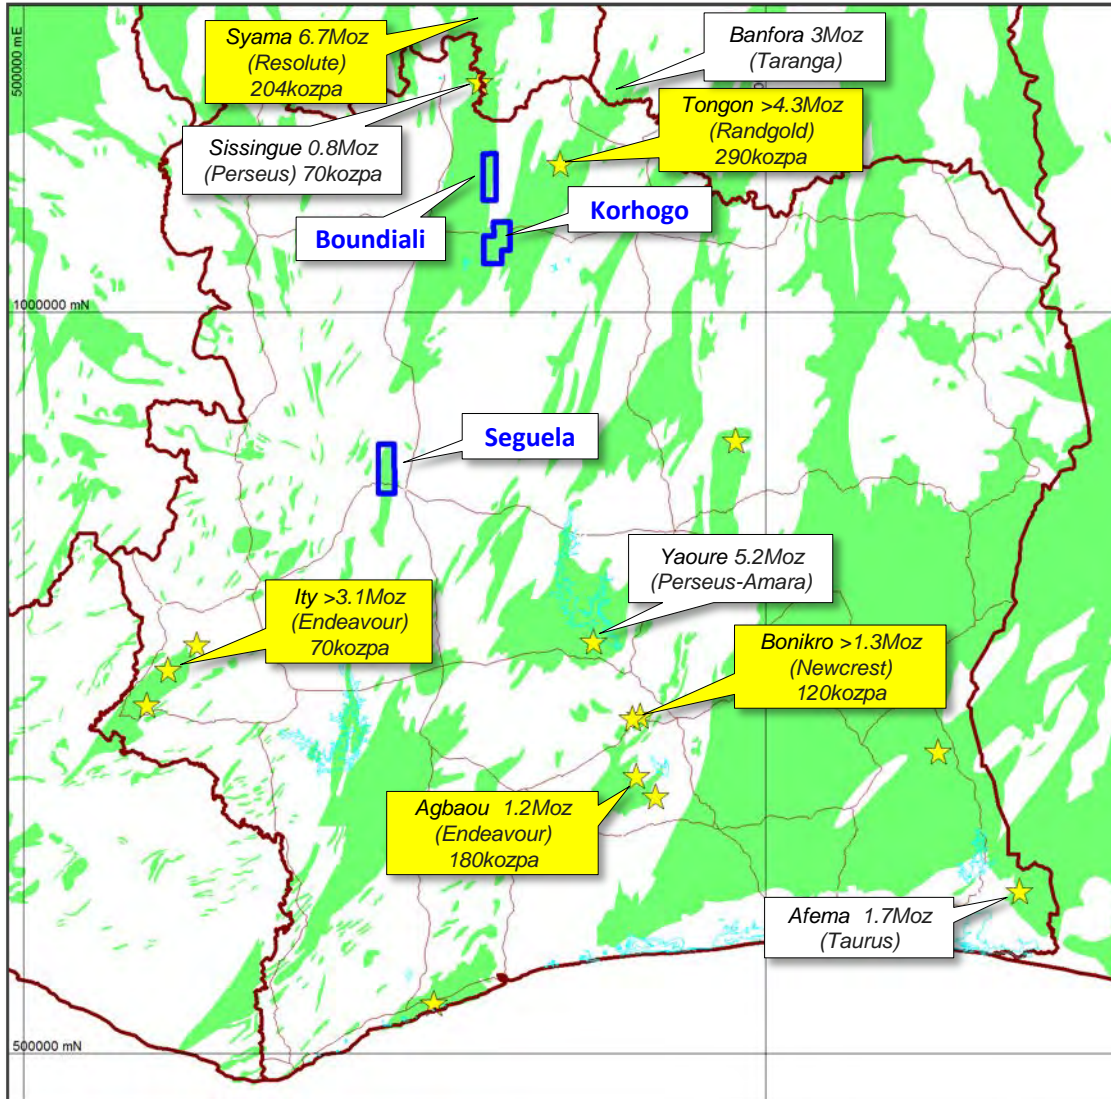 500000 mE
Syama 6.7Moz
(Resolute)
204kozpa
Banfora 3Moz
(Taranga)
Tongon >4.3Moz
(Randgold)
290kozpa
Sissingue 0.8Moz
(Perseus) 70kozpa
Korhogo
Boundiali
1000000 mN
Seguela
Yaoure 5.2Moz
(Perseus-Amara)
Ity >3.1Moz
(Endeavour)
70kozpa
Bonikro >1.3Moz
(Newcrest)
120kozpa
Agbaou 1.2Moz
(Endeavour)
180kozpa
Afema 1.7Moz
(Taurus)
500000 mN